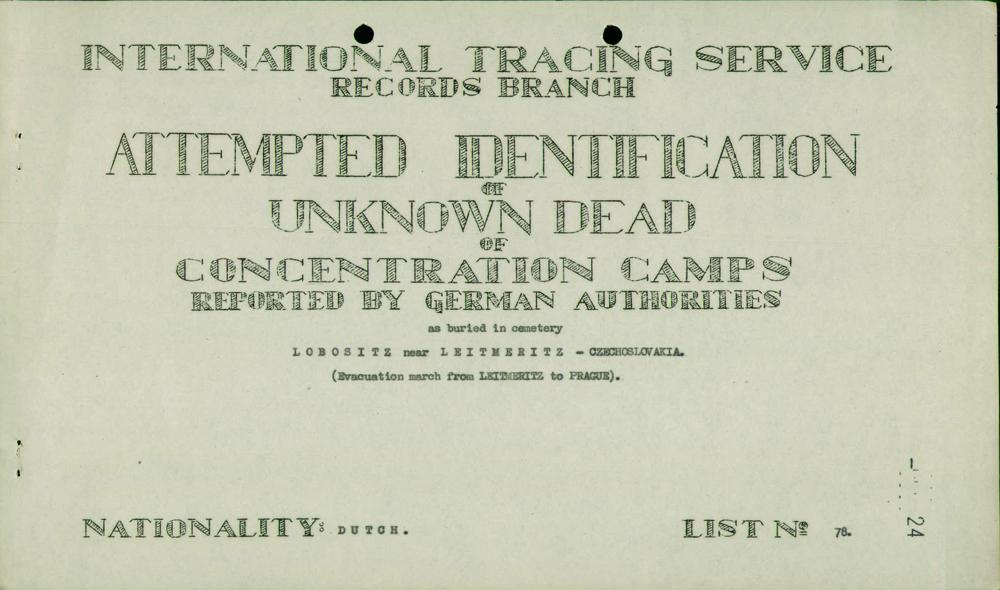 INTERNATIONAL TRACING SERVICE
RECORDS BRANCH
ATTEMPTED IDENTIFICATION
OF
UNKNOWN DEAD
OF
CONCENTRATION CAMPS
REPORTED BY GERMAN AUTHORITIES
as buried in cemetery
LOBOSITZ near LEITMERITZ - CZECHOSLOVAKIA.
(Evacuation march from LEITMERITZ to PRAGUE).
NATIONALITY: DUTCH.
LIST Nº 78.
24